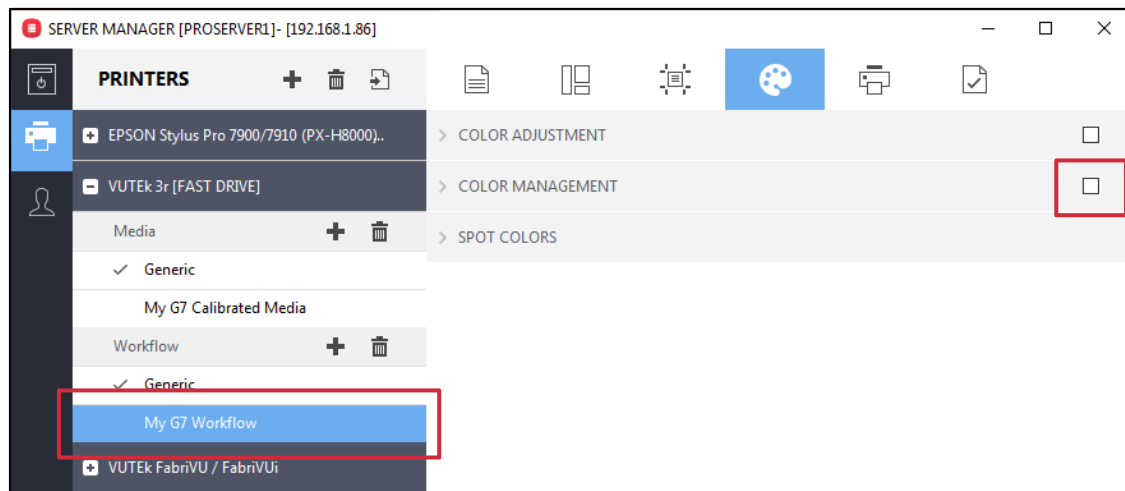 SERVER MANAGER [PROSERVER1]- [192.168.1.86]
PRINTERS
EPSON Stylus Pro 7900/7910 (PX-H8000)..
VUTEk 3r [FAST DRIVE]
Media
Generic
My G7 Calibrated Media
Workflow
Generic
My G7 Workflow
VUTEk FabriVU / FabriVUi
COLOR ADJUSTMENT
COLOR MANAGEMENT
SPOT COLORS